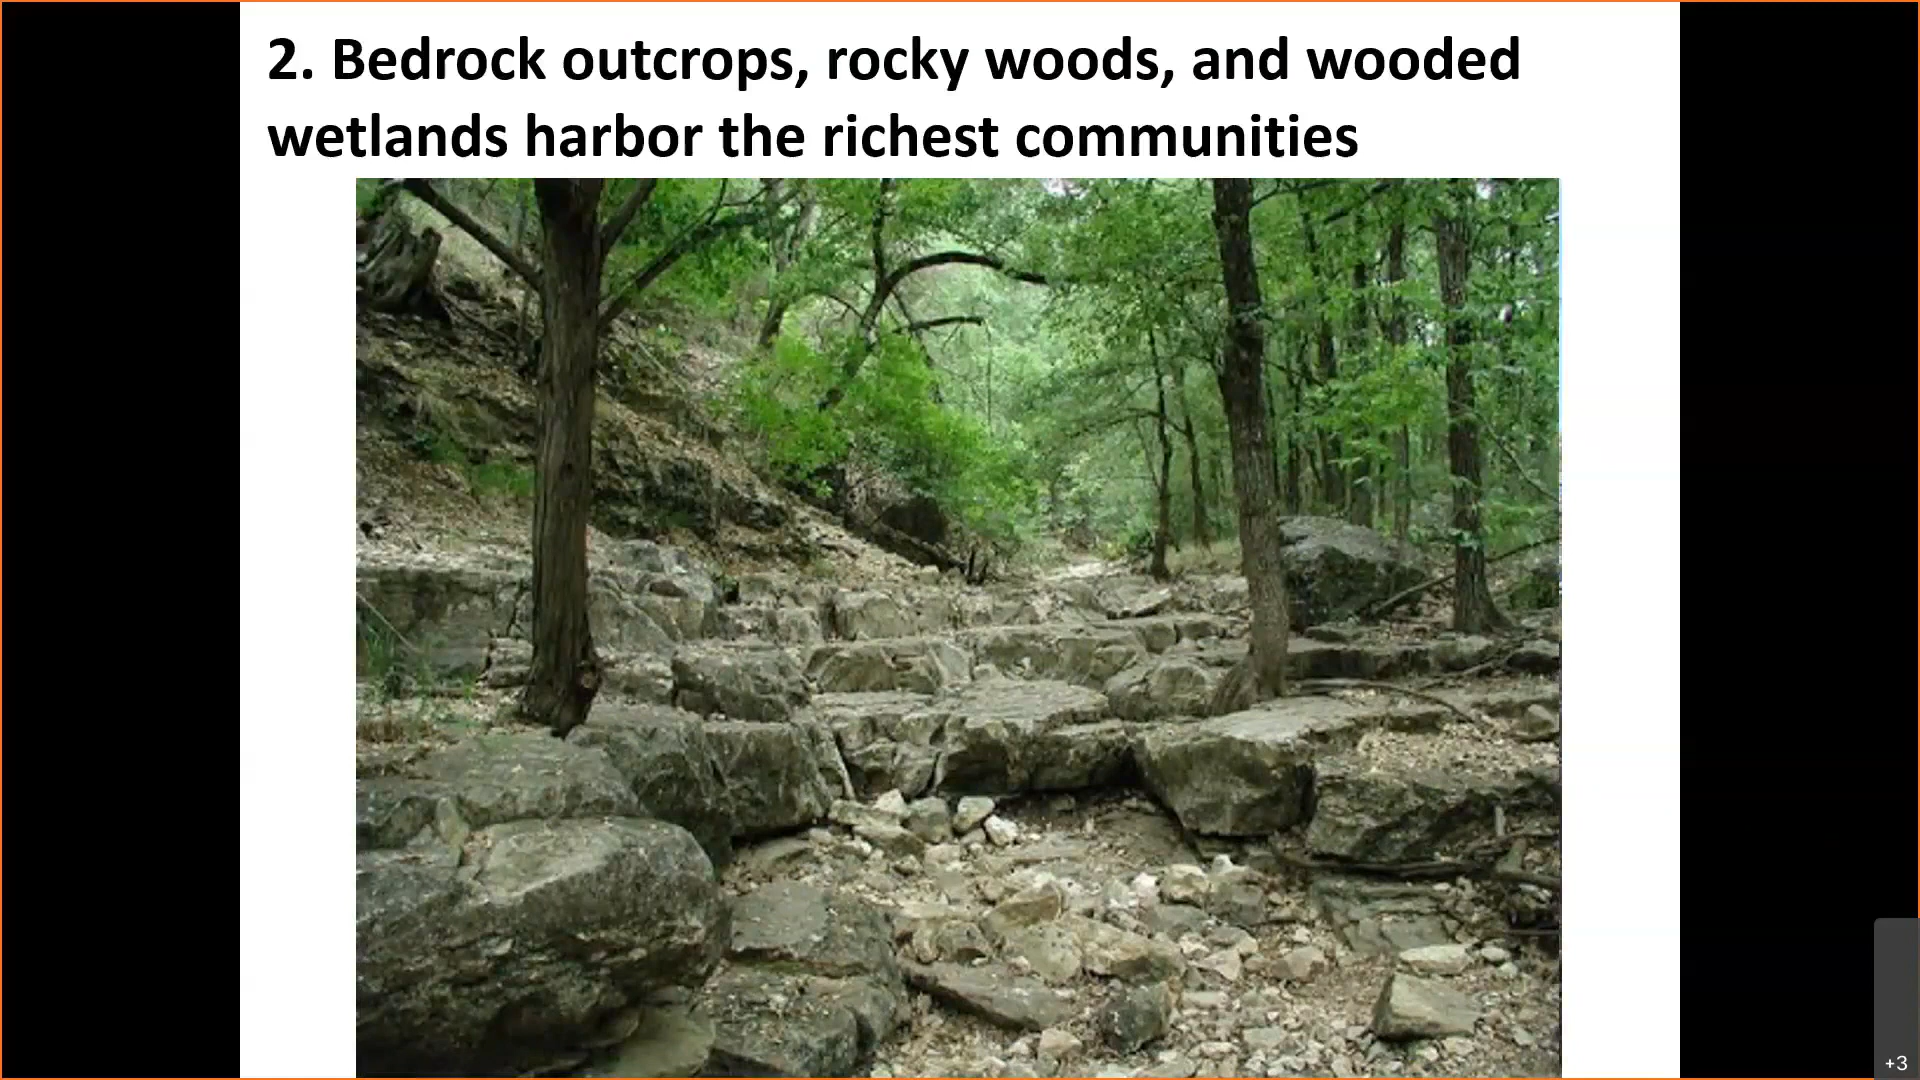 2. Bedrock outcrops, rocky woods, and wooded
wetlands harbor the richest communities
+3